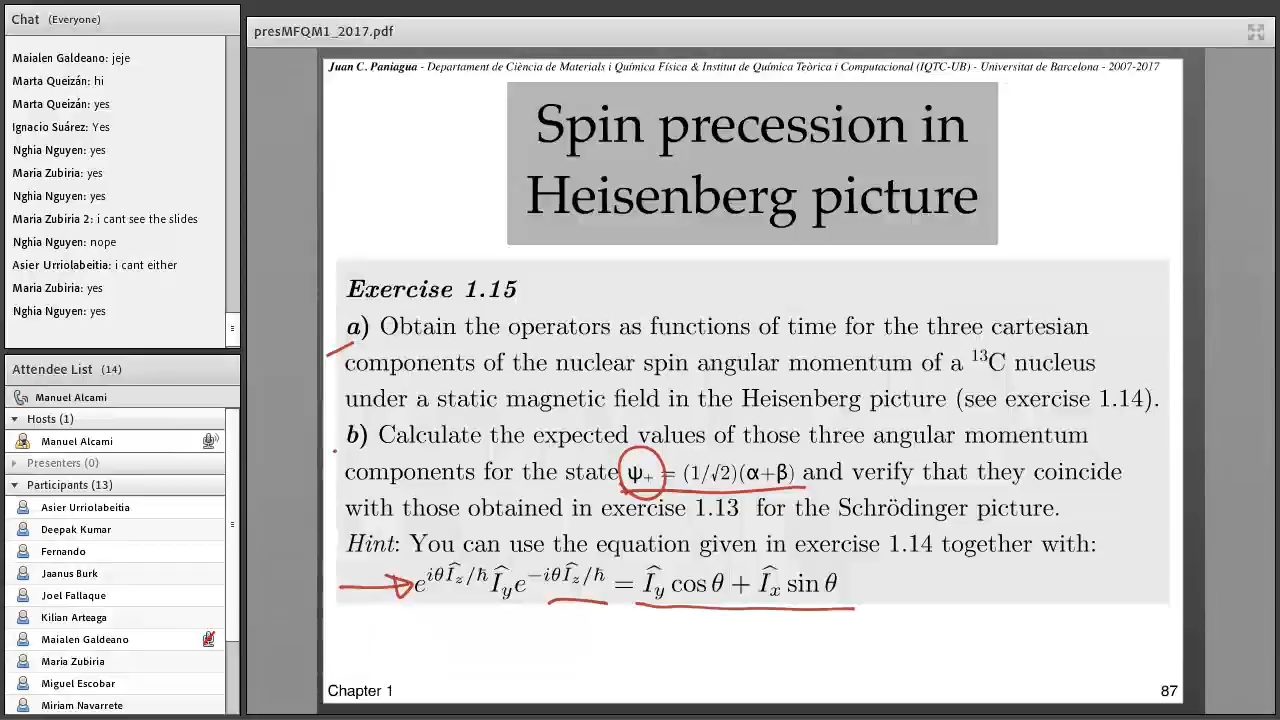 Chat (Everyone)
Maialen Galdeano: jeje
Marta Queizán: hi
Marta Queizán: yes
Ignacio Suárez: Yes
Nghia Nguyen: yes
Maria Zubiria: yes
Nghia Nguyen: yes
Maria Zubiria 2: i cant see the slides
Nghia Nguyen: nope
Asier Urriolabeitia: i cant either
Maria Zubiria: yes
Nghia Nguyen: yes
Attendee List (14)
Manuel Alcami
Hosts (1)
Manuel Alcami
Presenters (0)
Participants (13)
Asier Urriolabeitia
Deepak Kumar
Fernando
Jaanus Burk
Joel Fallaque
Kilian Arteaga
Maialen Galdeano
Maria Zubiria
Miguel Escobar
Miriam Navarrete
presMFQM1_2017.pdf
Juan C. Paniagua - Departament de Ciència de Materials i Química Física & Institut de Química Teòrica i Computacional (IQTC-UB) - Universitat de Barcelona - 2007-2017
Spin precession in
Heisenberg picture
Exercise 1.15
a) Obtain the operators as functions of time for the three cartesian
components of the nuclear spin angular momentum of a ¹³C nucleus
under a static magnetic field in the Heisenberg picture (see exercise 1.14).
b) Calculate the expected values of those three angular momentum
components for the state ψ₊ = (1/√2)(α+β) and verify that they coincide
with those obtained in exercise 1.13 for the Schrödinger picture.
Hint: You can use the equation given in exercise 1.14 together with:
e^{iθÎ_z/ħ} Î_y e^{-iθÎ_z/ħ} = Î_y cos θ + Î_x sin θ
Chapter 1
87